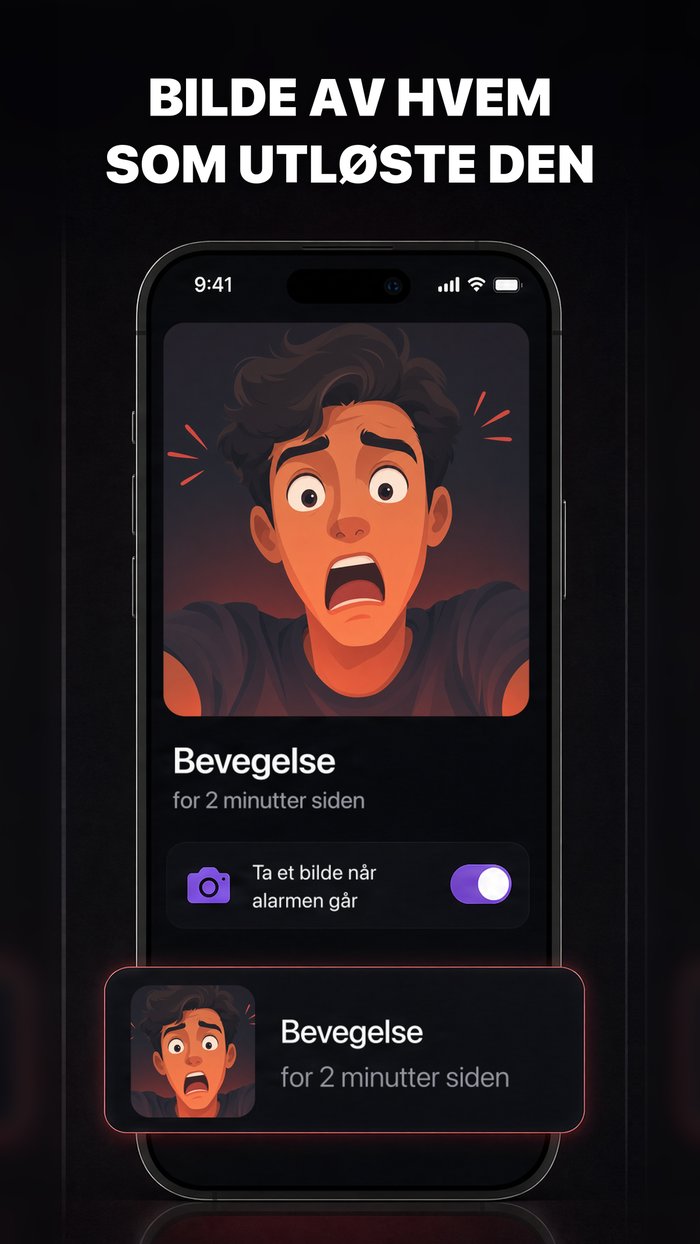 BILDE AV HVEM
SOM UTLØSTE DEN
9:41
Bevegelse
for 2 minutter siden
Ta et bilde når
alarmen går
Bevegelse
for 2 minutter siden